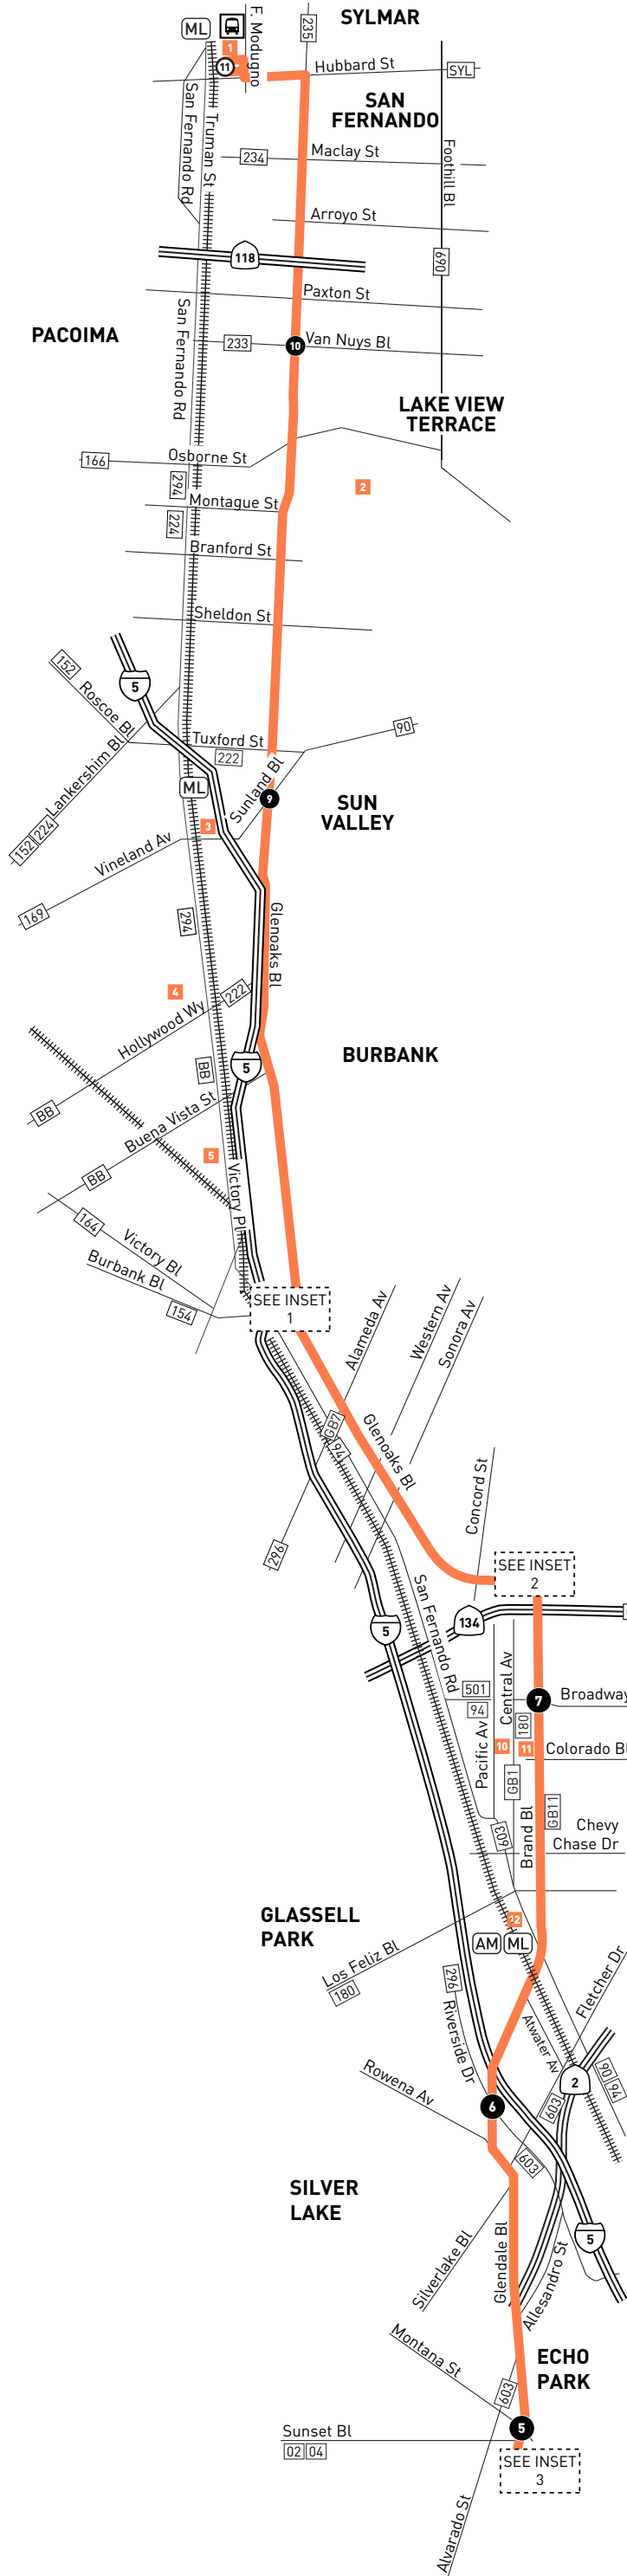 SYLMAR
ML
1
F. Modugno
235
11
Hubbard St
SYL
SAN
FERNANDO
San Fernando Rd
Truman St
234
Maclay St
Foothill Bl
Arroyo St
118
690
Paxton St
PACOIMA
San Fernando Rd
233
10
Van Nuys Bl
LAKE VIEW
TERRACE
166
Osborne St
294
2
Montague St
224
Branford St
Sheldon St
152
5
Roscoe Bl
Tuxford St
222
90
Lankershim Bl
152
224
ML
Sunland Bl
9
SUN
VALLEY
3
Vineland Av
169
294
Glenoaks Bl
4
222
Hollywood Wy
BB
BB
5
BURBANK
Buena Vista St
5
BB
Victory Pl
164
Victory Bl
Burbank Bl
154
SEE INSET
1
Alameda Av
Western Av
Sonora Av
GB7
94
Glenoaks Bl
296
Concord St
SEE INSET
2
San Fernando Rd
5
134
501
94
Pacific Av
Central Av
180
7
Broadway
10
11
Colorado Bl
GB1
GB11
Brand Bl
603
Chevy
Chase Dr
GLASSELL
PARK
12
AM
ML
Los Feliz Bl
180
296
Riverside Dr
Atwater Av
Fletcher Dr
2
90
94
Rowena Av
6
603
603
SILVER
LAKE
5
Silverlake Bl
Glendale Bl
Allesandro St
Montana St
ECHO
PARK
603
5
Sunset Bl
02
04
SEE INSET
3
Alvarado St